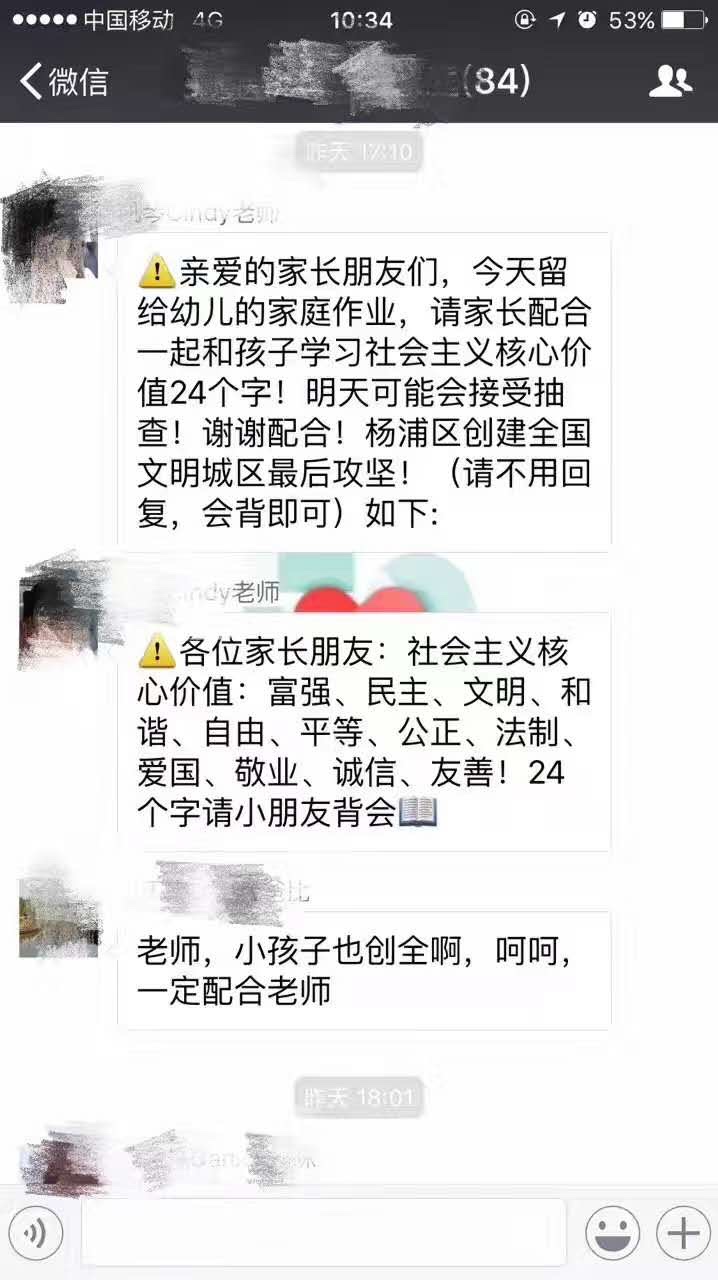 中国移动 4G 10:34 53%
微信 (84)
昨天 17:10
Cindy老师
⚠️亲爱的家长朋友们，今天留
给幼儿的家庭作业，请家长配合
一起和孩子学习社会主义核心价
值24个字！明天可能会接受抽
查！谢谢配合！杨浦区创建全国
文明城区最后攻坚！（请不用回
复，会背即可）如下:
ndy老师
⚠️各位家长朋友：社会主义核
心价值：富强、民主、文明、和
谐、自由、平等、公正、法制、
爱国、敬业、诚信、友善！24
个字请小朋友背会📖
老师，小孩子也创全啊，呵呵，
一定配合老师
昨天 18:01